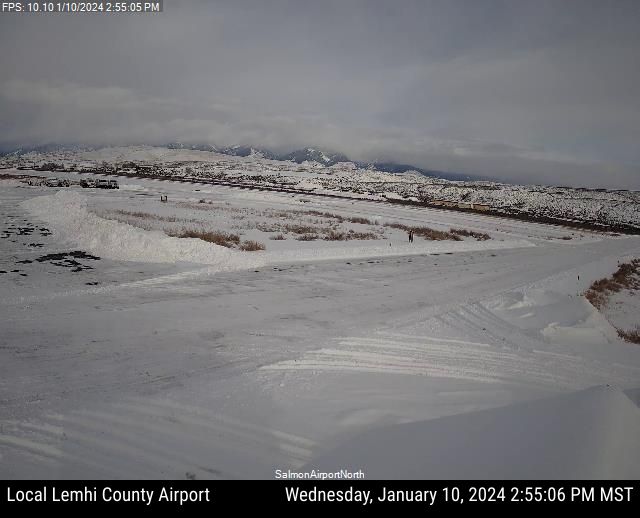 FPS: 10.10 1/10/2024 2:55:05 PM
SalmonAirportNorth
Local Lemhi County Airport Wednesday, January 10, 2024 2:55:06 PM MST